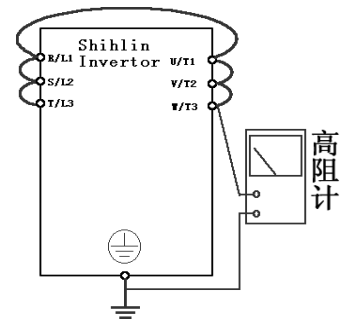 Shihlin
Invertor
R/L1
S/L2
T/L3
U/T1
V/T2
W/T3
高阻计